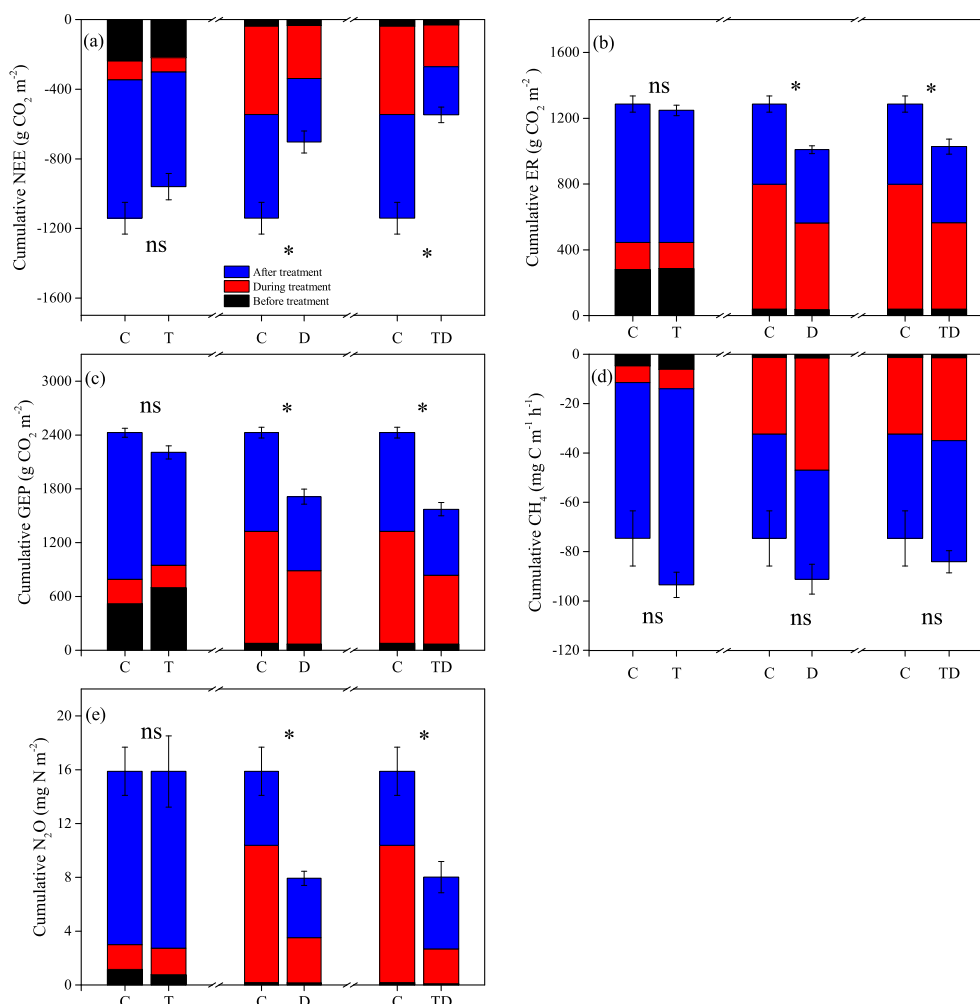 (a)
Cumulative NEE (g CO2 m-2)
0
-400
-800
-1200
-1600
ns
*
*
After treatment
During treatment
Before treatment
C T C D C TD
(b)
Cumulative ER (g CO2 m-2)
1600
1200
800
400
0
ns
*
*
C T C D C TD
(c)
Cumulative GEP (g CO2 m-2)
3000
2400
1800
1200
600
0
ns
*
*
C T C D C TD
(d)
Cumulative CH4 (mg C m-1 h-1)
0
-20
-40
-60
-80
-100
-120
ns
ns
ns
C T C D C TD
(e)
Cumulative N2O (mg N m-2)
20
16
12
8
4
0
ns
*
*
C T C D C TD